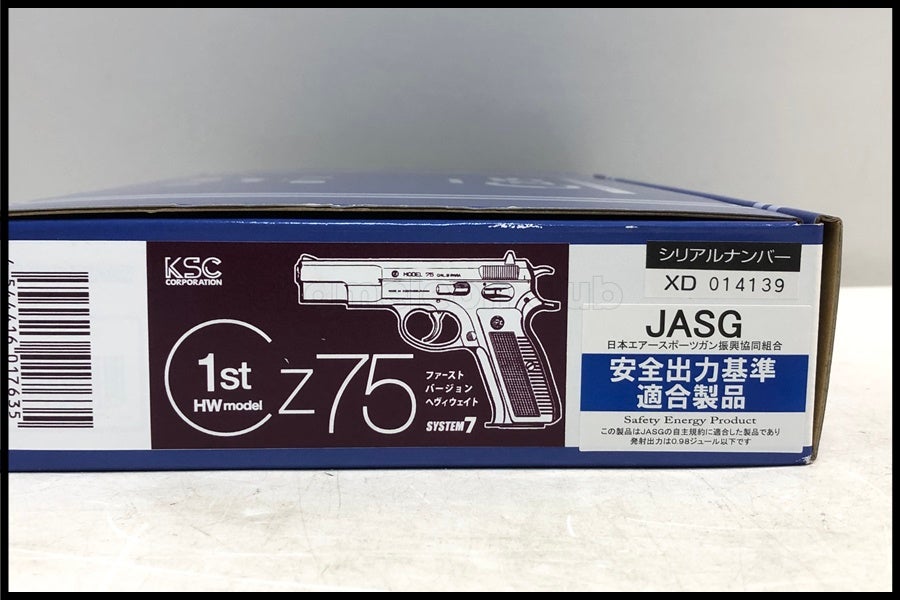 KSC
CORPORATION
MODEL 75 CAL. 9 PARA
1st
HW model
Cz75
ファースト
バージョン
ヘヴィウェイト
SYSTEM 7
シリアルナンバー
XD 014139
JASG
日本エアースポーツガン振興協同組合
安全出力基準
適合製品
Safety Energy Product
この製品はJASGの自主規約に適合した製品であり
発射出力は0.98ジュール以下です